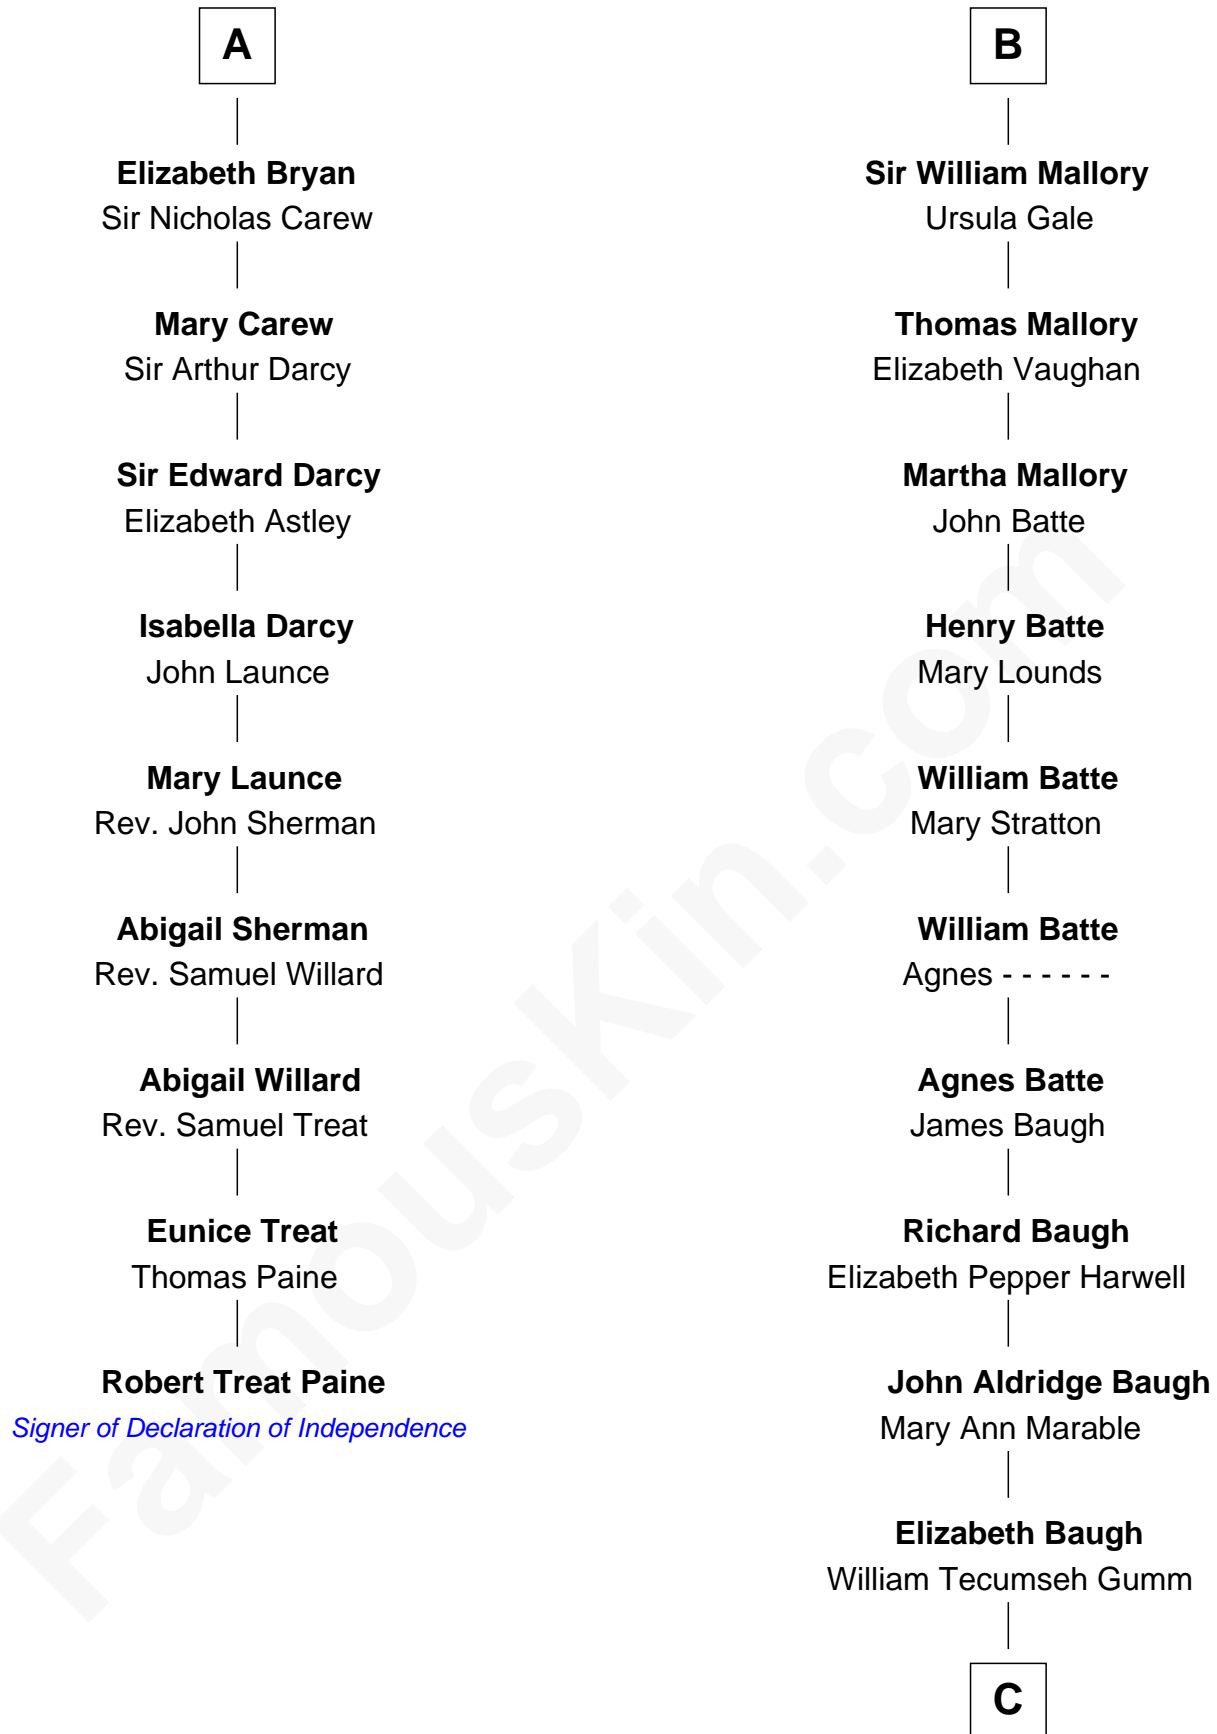 A
Elizabeth Bryan
Sir Nicholas Carew
Mary Carew
Sir Arthur Darcy
Sir Edward Darcy
Elizabeth Astley
Isabella Darcy
John Launce
Mary Launce
Rev. John Sherman
Abigail Sherman
Rev. Samuel Willard
Abigail Willard
Rev. Samuel Treat
Eunice Treat
Thomas Paine
Robert Treat Paine
Signer of Declaration of Independence
B
Sir William Mallory
Ursula Gale
Thomas Mallory
Elizabeth Vaughan
Martha Mallory
John Batte
Henry Batte
Mary Lounds
William Batte
Mary Stratton
William Batte
Agnes - - - - - -
Agnes Batte
James Baugh
Richard Baugh
Elizabeth Pepper Harwell
John Aldridge Baugh
Mary Ann Marable
Elizabeth Baugh
William Tecumseh Gumm
C
FamousKin.com